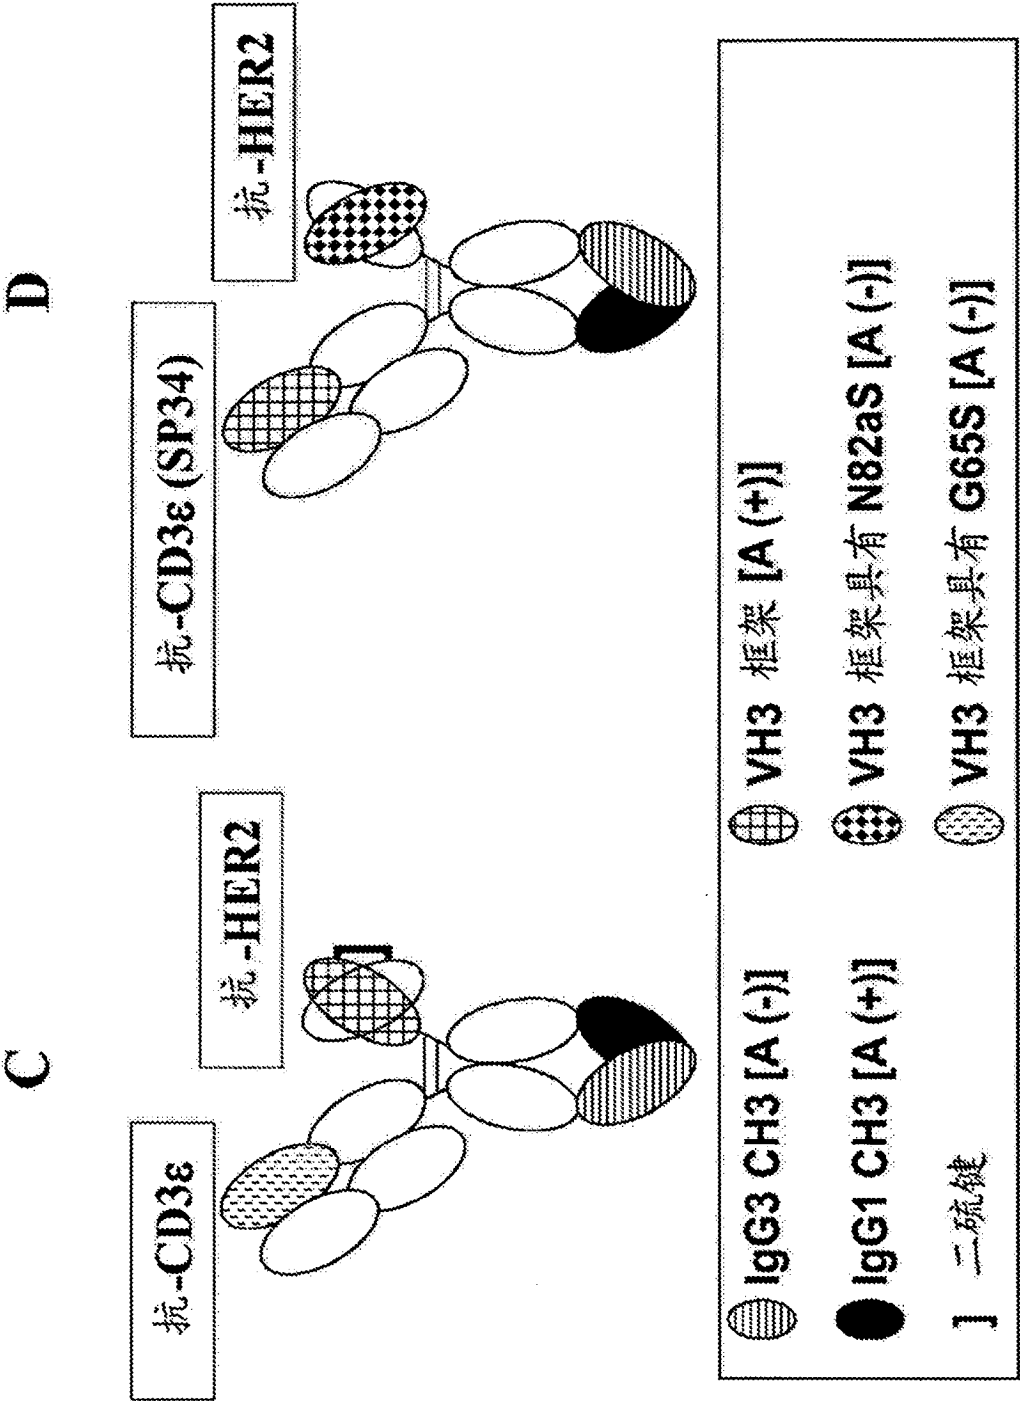 C
D
抗-CD3ε
抗-HER2
抗-CD3ε (SP34)
抗-HER2
IgG3 CH3 [A (-)]
VH3 框架 [A (+)]
IgG1 CH3 [A (+)]
VH3 框架具有 N82aS [A (-)]
] 二硫键
VH3 框架具有 G65S [A (-)]